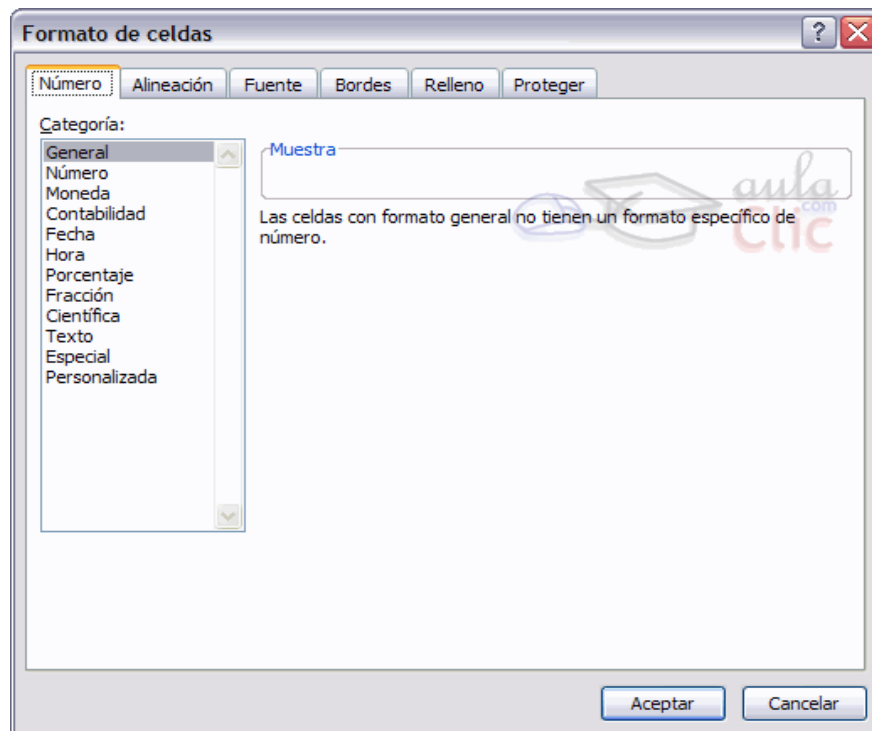 Formato de celdas
Número Alineación Fuente Bordes Relleno Proteger
Categoría:
General
Número
Moneda
Contabilidad
Fecha
Hora
Porcentaje
Fracción
Científica
Texto
Especial
Personalizada
Muestra
Las celdas con formato general no tienen un formato específico de
número.
aula
.com
Clic
Aceptar Cancelar